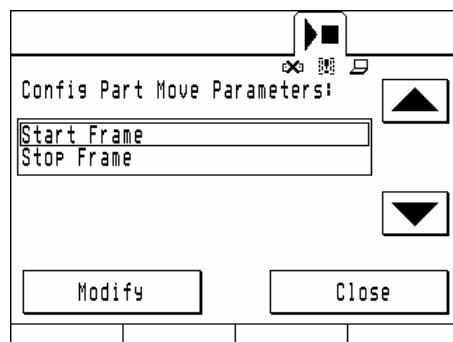 Config Part Move Parameters:
Start Frame
Stop Frame
Modify
Close